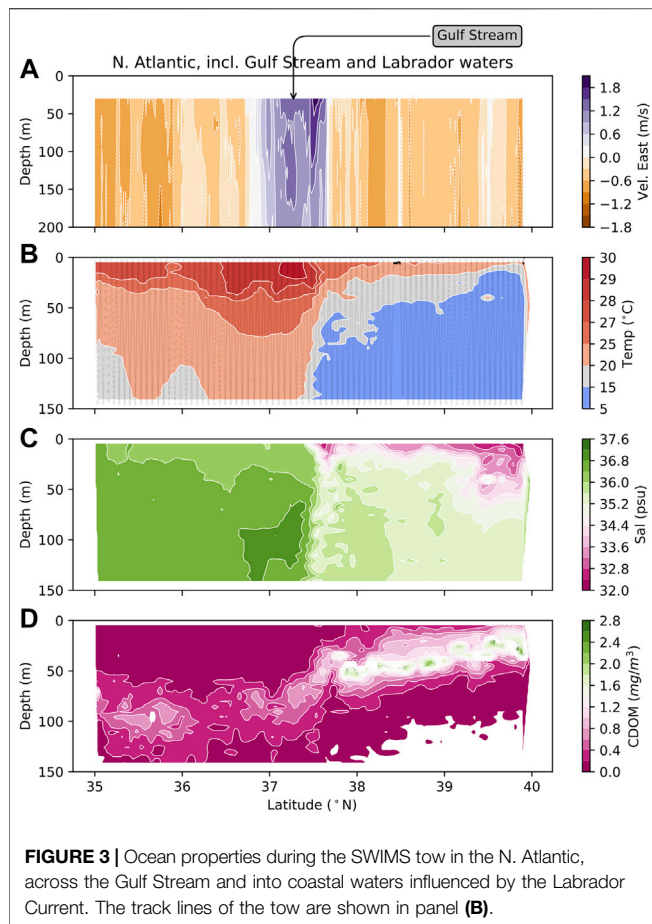 Gulf Stream
A
N. Atlantic, incl. Gulf Stream and Labrador waters
0
50
100
150
200
Depth (m)
1.8
1.2
0.6
0.0
−0.6
−1.2
−1.8
Vel. East (m/s)
B
0
50
100
150
Depth (m)
30
29
28
27
25
20
15
5
Temp (°C)
C
0
50
100
150
Depth (m)
37.6
36.8
36.0
35.2
34.4
33.6
32.8
32.0
Sal (psu)
D
0
50
100
150
Depth (m)
2.8
2.4
2.0
1.6
1.2
0.8
0.4
0.0
CDOM (mg/m³)
35 36 37 38 39 40
Latitude (°N)
FIGURE 3 | Ocean properties during the SWIMS tow in the N. Atlantic,
across the Gulf Stream and into coastal waters influenced by the Labrador
Current. The track lines of the tow are shown in panel (B).